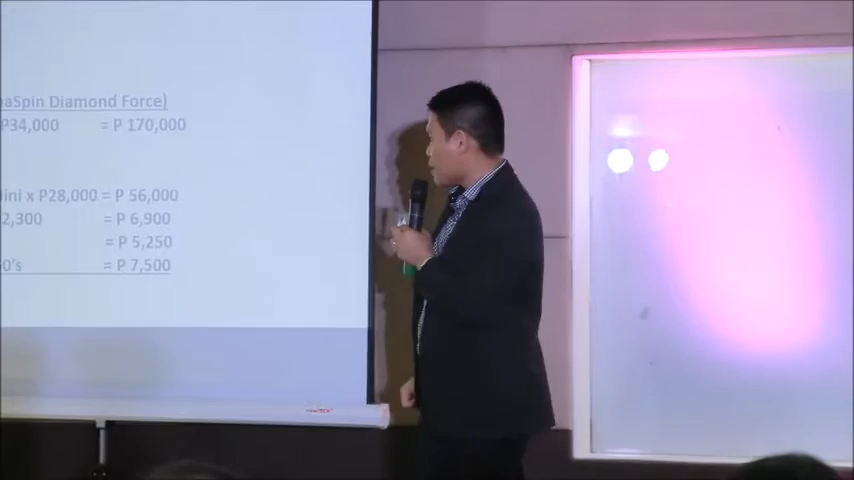 aSpin Diamond Force)
P34,000 = P 170,000
ini x P28,000 = P 56,000
2,300 = P 6,900
= P 5,250
0's = P 7,500